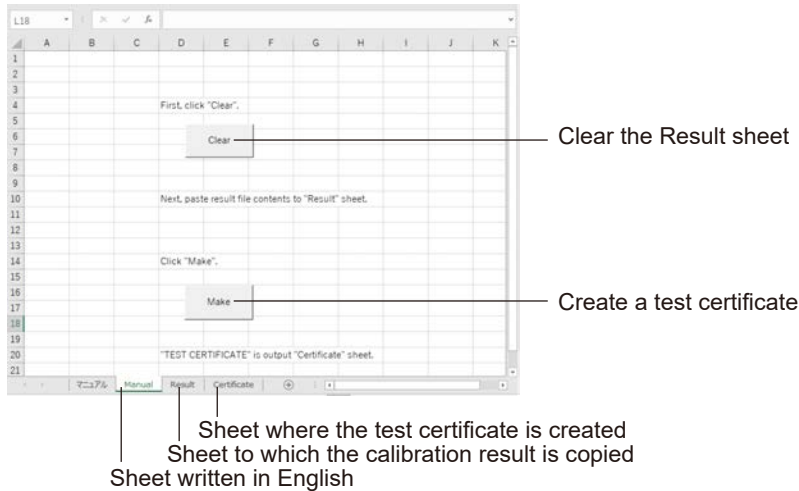 L18
A B C D E F G H I J K
1
2
3
4 First, click "Clear".
5
6 Clear Clear the Result sheet
7
8
9
10 Next, paste result file contents to "Result" sheet.
11
12
13
14 Click "Make".
15
16
Make Create a test certificate
17
18
19
20 "TEST CERTIFICATE" is output "Certificate" sheet.
21
マニュアル Manual Result Certificate
Sheet where the test certificate is created
Sheet to which the calibration result is copied
Sheet written in English